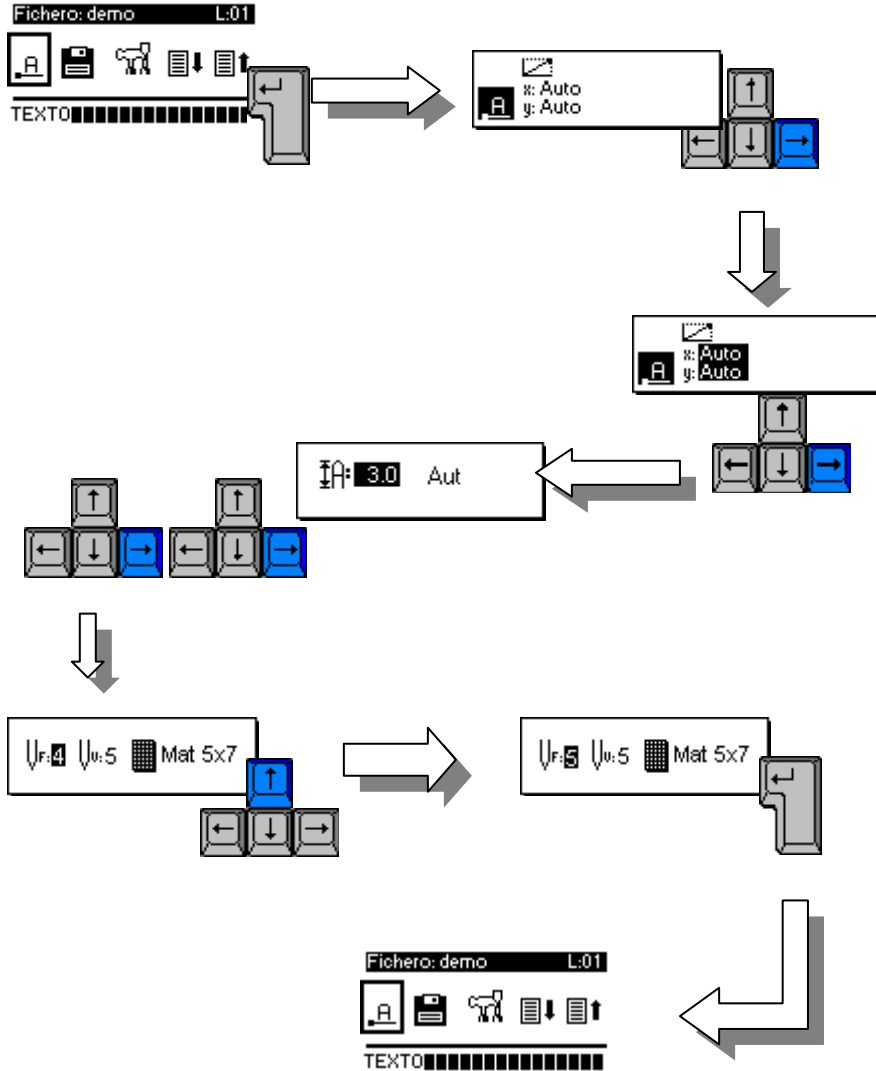 Fichero: demo L:01
A
TEXTO
x: Auto
A y: Auto
x: Auto
A y: Auto
A: 3.0 Aut
F:4 V:5 Mat 5x7
F:5 V:5 Mat 5x7
Fichero: demo L:01
A
TEXTO